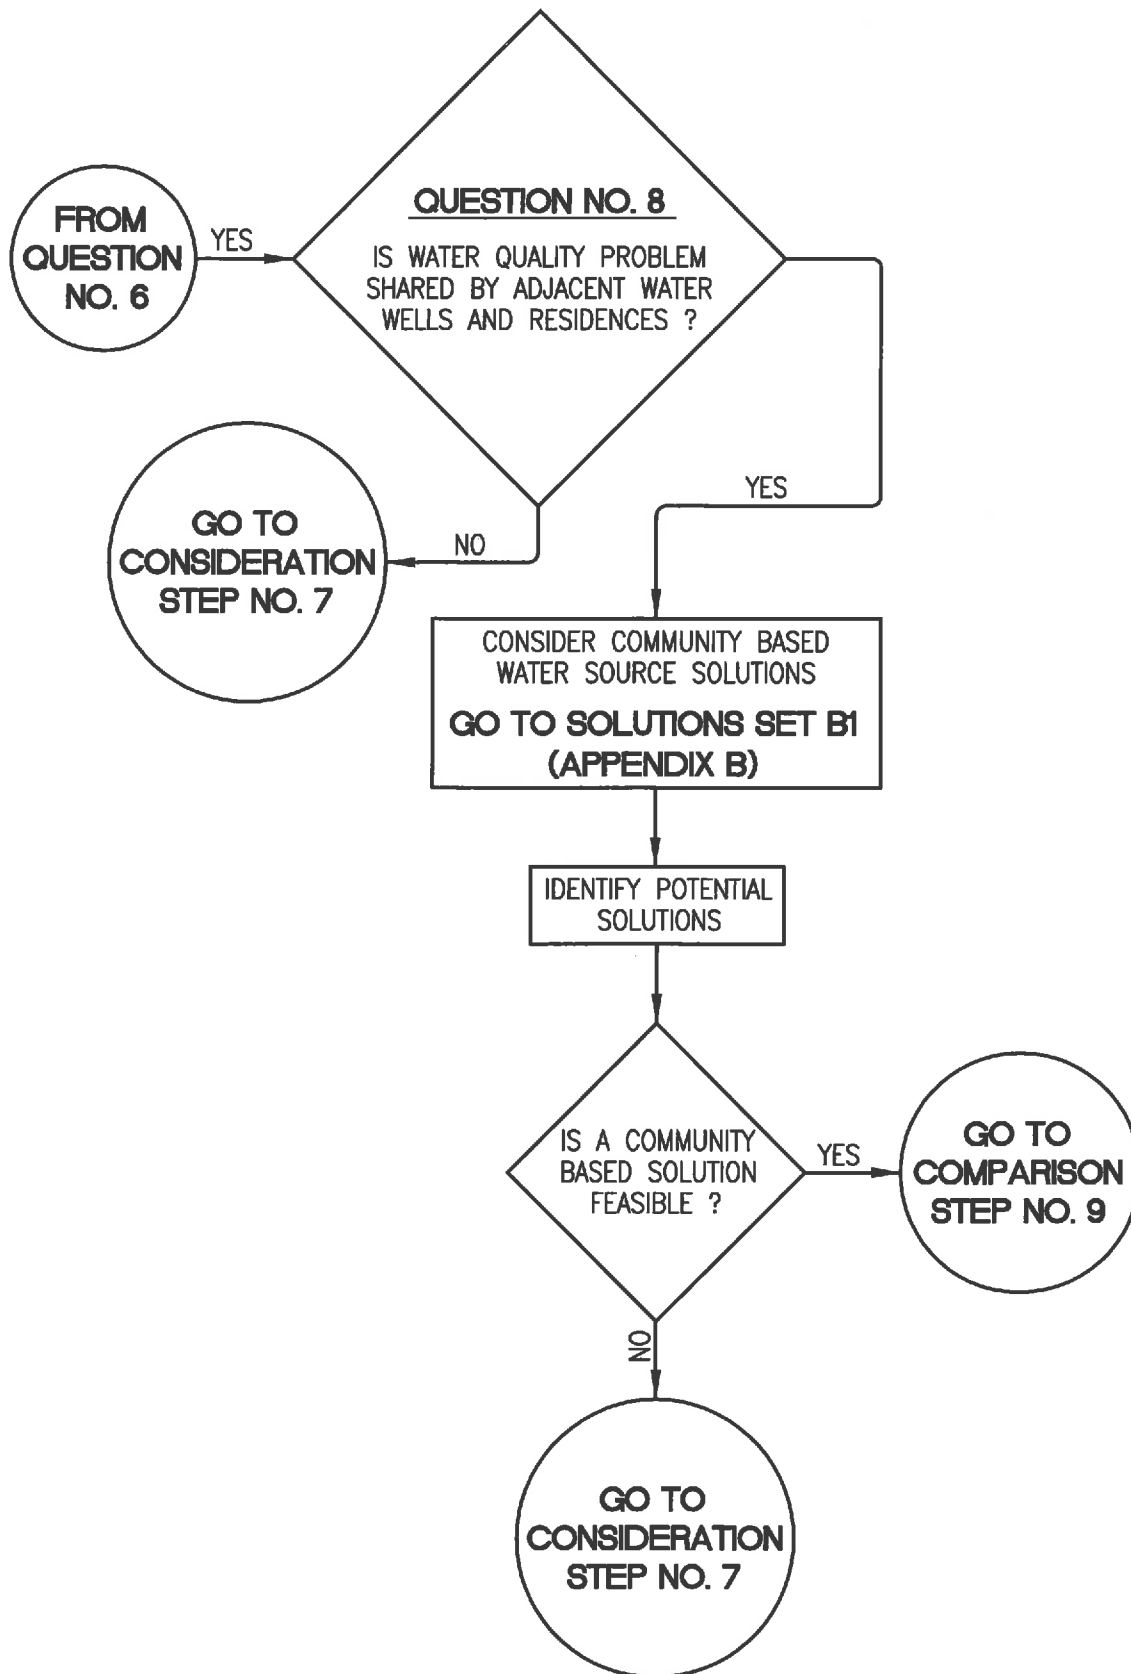 FROM
QUESTION
NO. 6
YES
QUESTION NO. 8
IS WATER QUALITY PROBLEM
SHARED BY ADJACENT WATER
WELLS AND RESIDENCES ?
YES
NO
GO TO
CONSIDERATION
STEP NO. 7
CONSIDER COMMUNITY BASED
WATER SOURCE SOLUTIONS
GO TO SOLUTIONS SET B1
(APPENDIX B)
IDENTIFY POTENTIAL
SOLUTIONS
IS A COMMUNITY
BASED SOLUTION
FEASIBLE ?
YES
GO TO
COMPARISON
STEP NO. 9
NO
GO TO
CONSIDERATION
STEP NO. 7